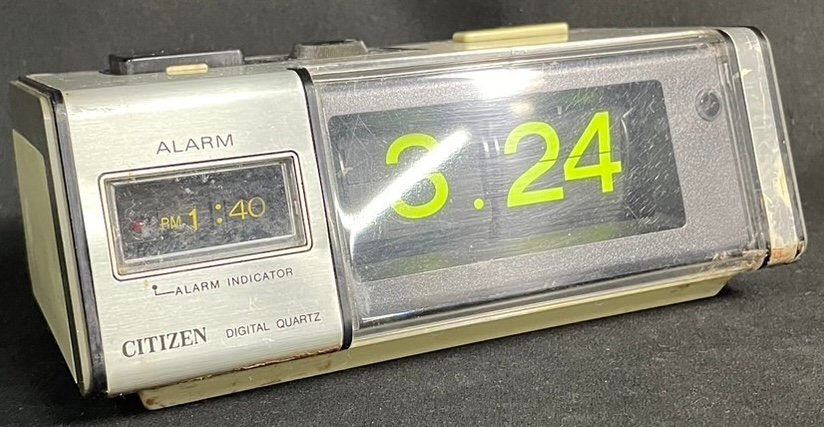 ALARM
PM 1:40
ALARM INDICATOR
CITIZEN DIGITAL QUARTZ
3.24